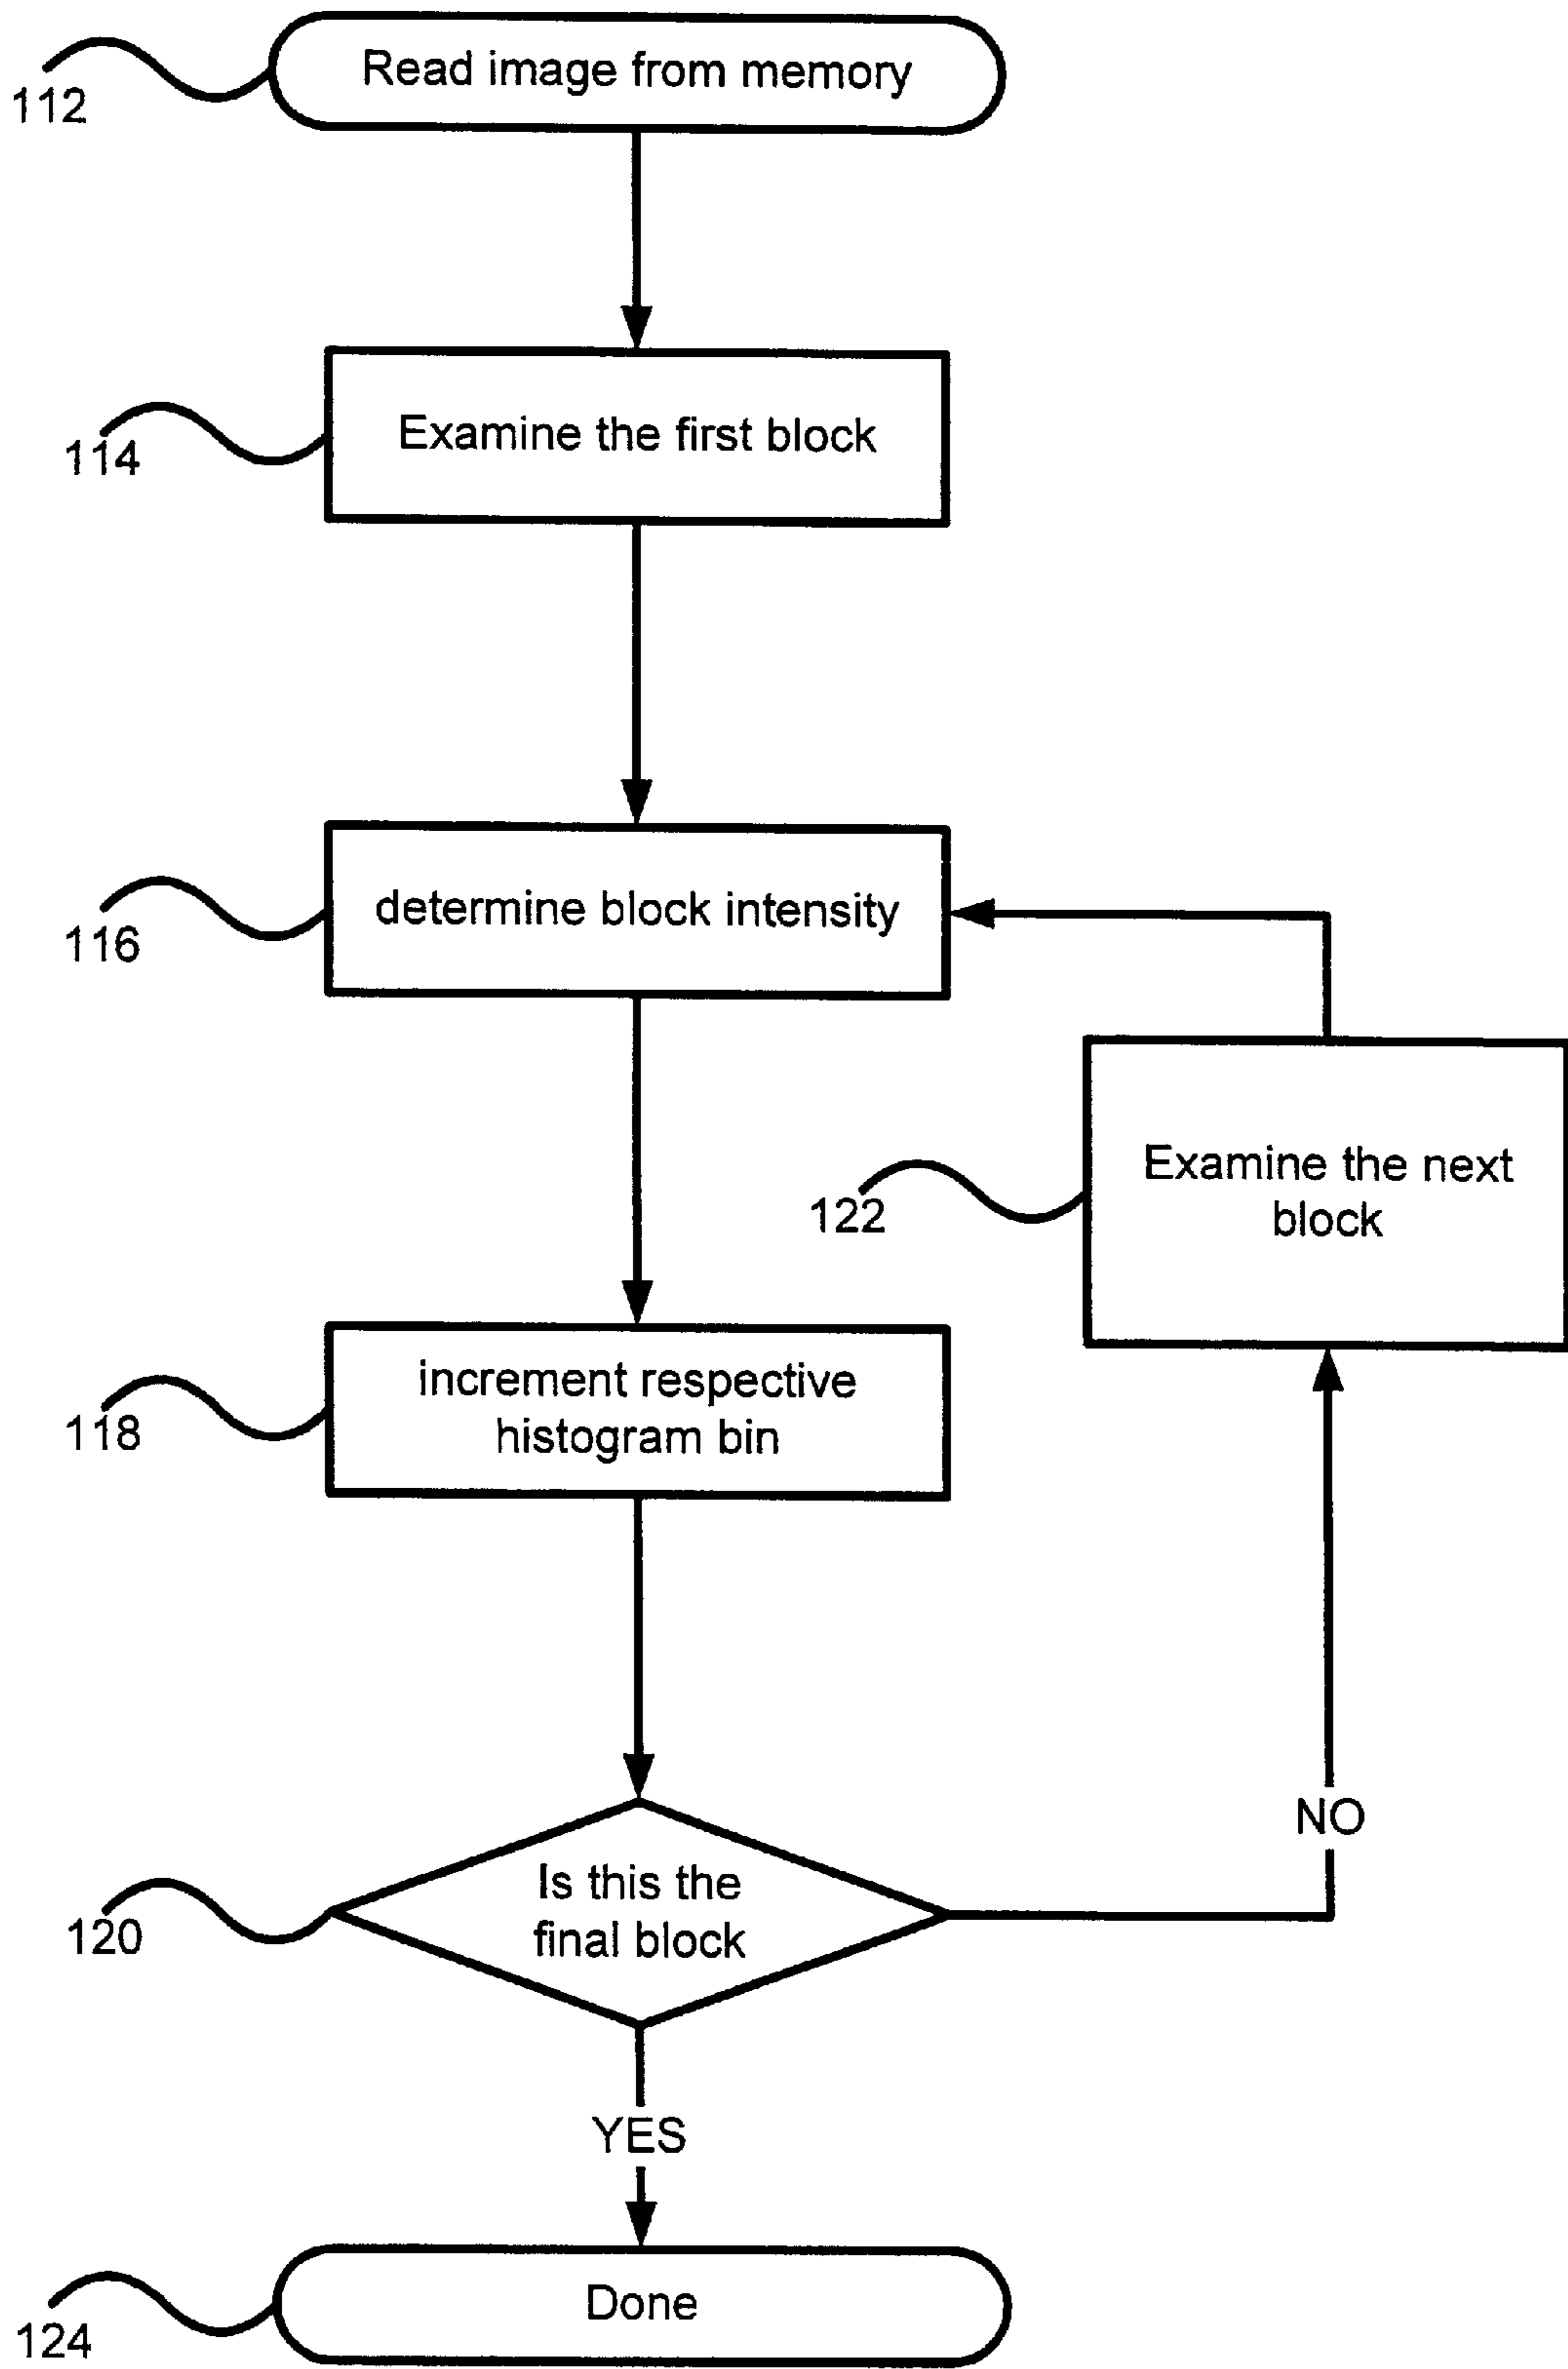 Read image from memory
112
Examine the first block
114
determine block intensity
116
Examine the next
block
122
increment respective
histogram bin
118
NO
Is this the
final block
120
YES
Done
124